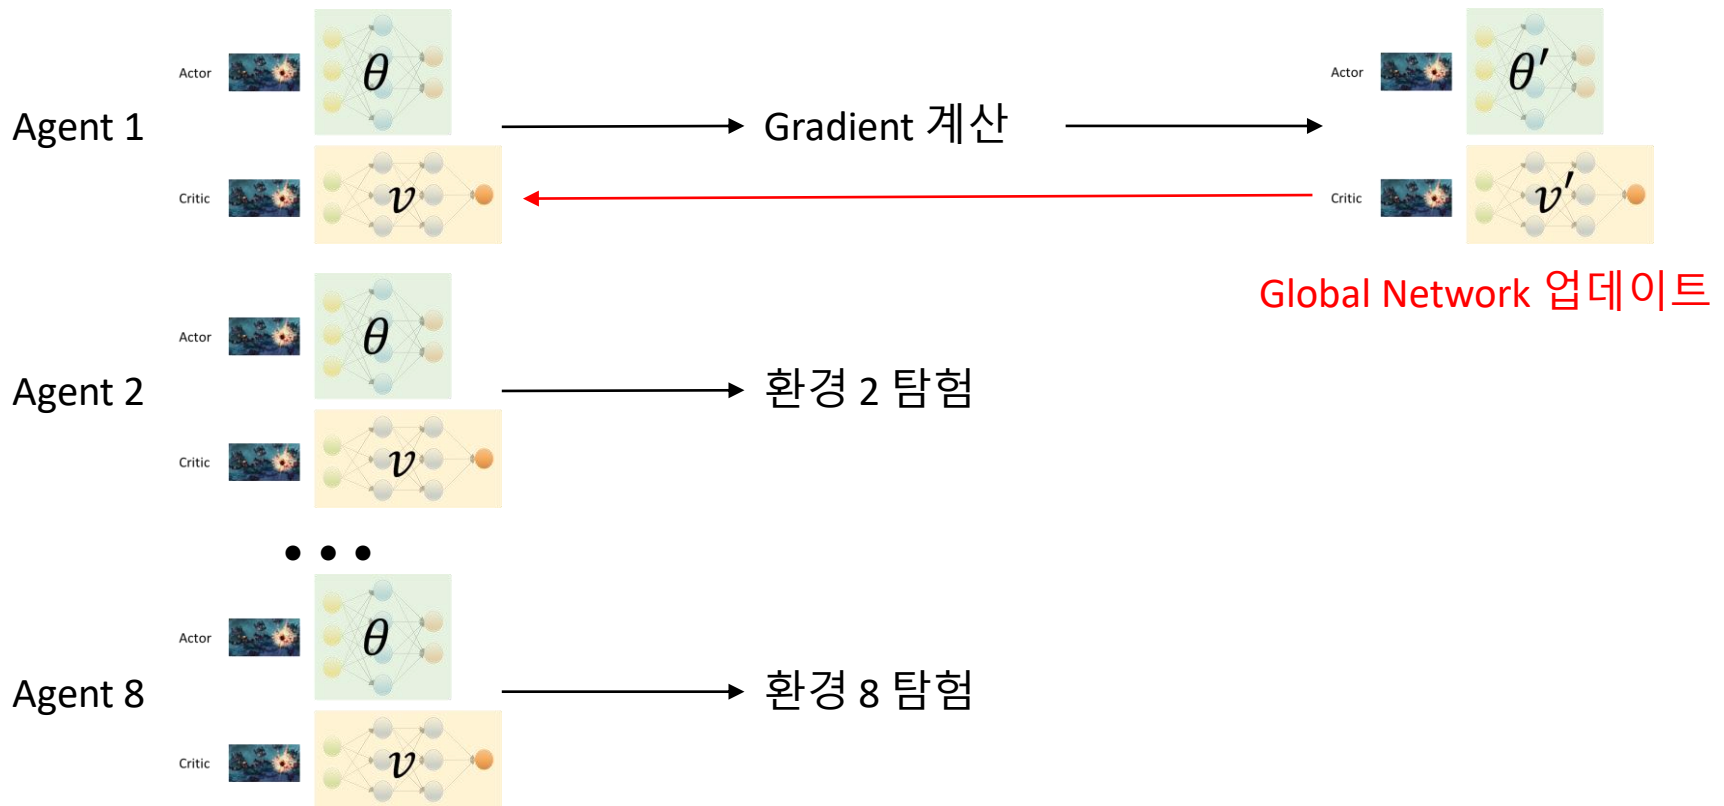 Actor
θ
Agent 1
Critic
v
Gradient 계산
Actor
θ′
Critic
v′
Global Network 업데이트
Actor
θ
Agent 2
Critic
v
환경 2 탐험
•••
Actor
θ
Agent 8
Critic
v
환경 8 탐험